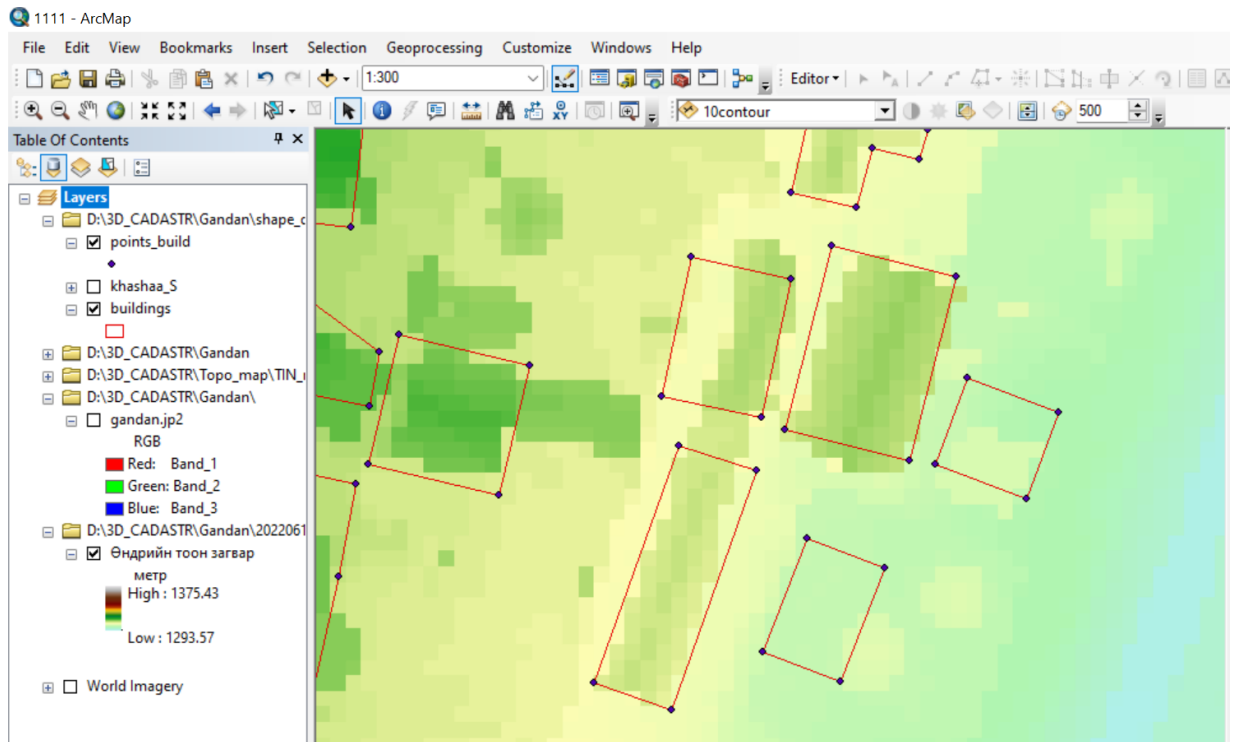 1111 - ArcMap
File Edit View Bookmarks Insert Selection Geoprocessing Customize Windows Help
1:300 Editor
10contour 500
Table Of Contents
Layers
D:\3D_CADASTR\Gandan\shape_c
points_build
khashaa_S
buildings
D:\3D_CADASTR\Gandan
D:\3D_CADASTR\Topo_map\TIN_
D:\3D_CADASTR\Gandan\
gandan.jp2
RGB
Red: Band_1
Green: Band_2
Blue: Band_3
D:\3D_CADASTR\Gandan\2022061
Өндрийн тоон загвар
метр
High : 1375.43
Low : 1293.57
World Imagery